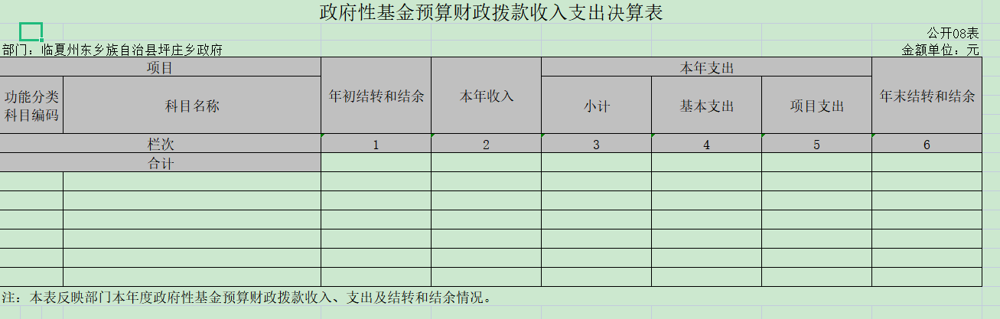 政府性基金预算财政拨款收入支出决算表
公开08表
部门：临夏州东乡族自治县坪庄乡政府
金额单位：元
项目
年初结转和结余
本年收入
本年支出
年末结转和结余
功能分类
科目编码
科目名称
小计
基本支出
项目支出
栏次
1
2
3
4
5
6
合计
注：本表反映部门本年度政府性基金预算财政拨款收入、支出及结转和结余情况。